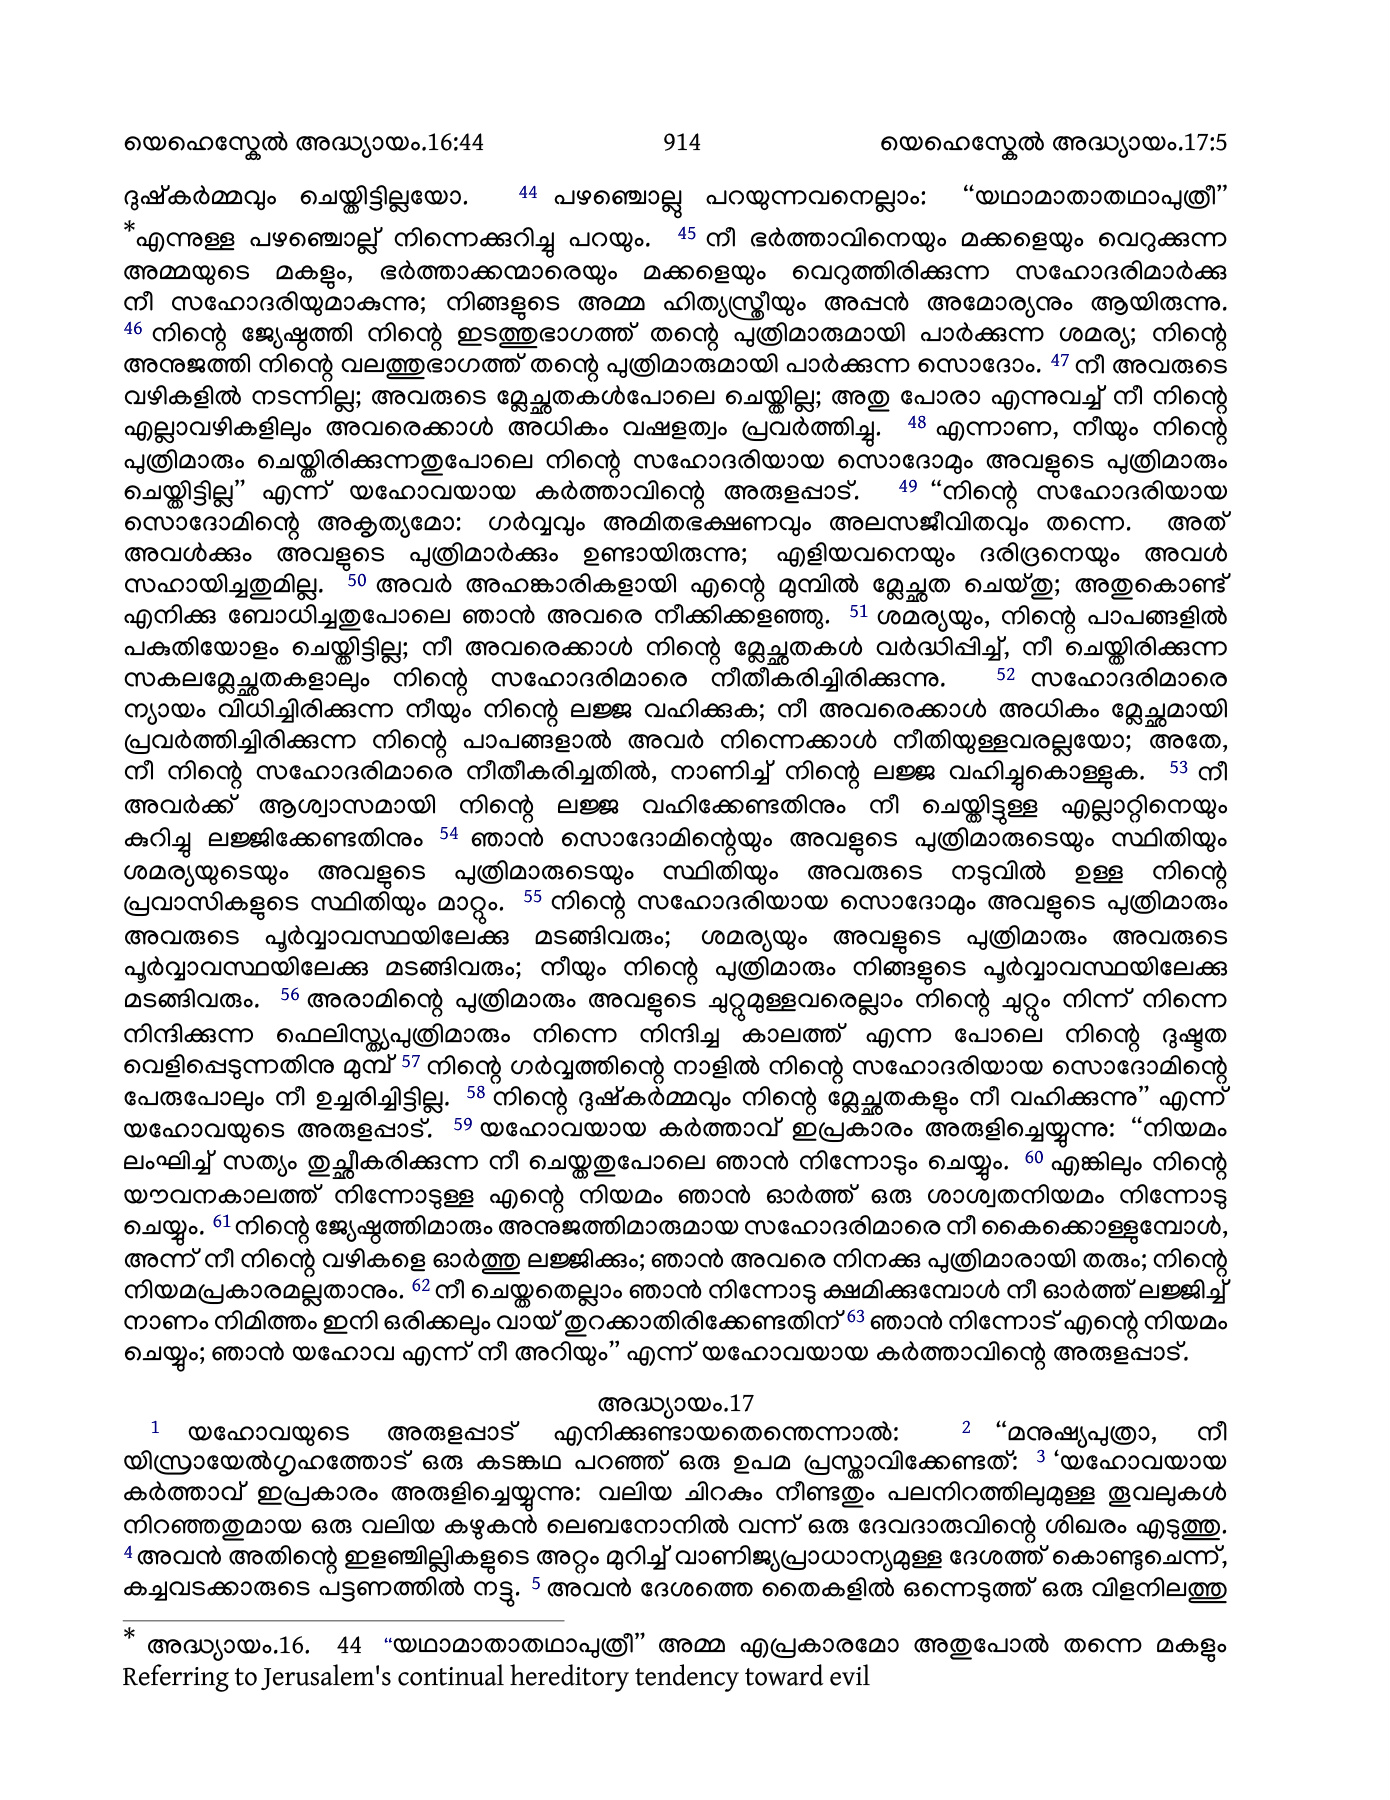 യെഹെസ്കേൽ അദ്ധ്യായം.16:44 914 യെഹെസ്കേൽ അദ്ധ്യായം.17:5
ദുഷ്കർമ്മവും ചെയ്തിട്ടില്ലയോ. 44 പഴഞ്ചൊല്ലു പറയുന്നവനെല്ലാം: “യഥാമാതാതഥാപുത്രീ”
*എന്നുള്ള പഴഞ്ചൊല്ല് നിന്നെക്കുറിച്ചു പറയും. 45 നീ ഭർത്താവിനെയും മക്കളെയും വെറുക്കുന്ന
അമ്മയുടെ മകളും, ഭർത്താക്കന്മാരെയും മക്കളെയും വെറുത്തിരിക്കുന്ന സഹോദരിമാർക്കു
നീ സഹോദരിയുമാകുന്നു; നിങ്ങളുടെ അമ്മ ഹിത്യസ്ത്രീയും അപ്പൻ അമോര്യനും ആയിരുന്നു.
46 നിന്റെ ജ്യേഷ്ഠത്തി നിന്റെ ഇടത്തുഭാഗത്ത് തന്റെ പുത്രിമാരുമായി പാർക്കുന്ന ശമര്യ; നിന്റെ
അനുജത്തി നിന്റെ വലത്തുഭാഗത്ത് തന്റെ പുത്രിമാരുമായി പാർക്കുന്ന സൊദോം. 47 നീ അവരുടെ
വഴികളിൽ നടന്നില്ല; അവരുടെ മ്ലേച്ഛതകൾപോലെ ചെയ്തില്ല; അതു പോരാ എന്നുവച്ച് നീ നിന്റെ
എല്ലാവഴികളിലും അവരെക്കാൾ അധികം വഷളത്വം പ്രവർത്തിച്ചു. 48 എന്നാണ, നീയും നിന്റെ
പുത്രിമാരും ചെയ്തിരിക്കുന്നതുപോലെ നിന്റെ സഹോദരിയായ സൊദോമും അവളുടെ പുത്രിമാരും
ചെയ്തിട്ടില്ല” എന്ന് യഹോവയായ കർത്താവിന്റെ അരുളപ്പാട്. 49 “നിന്റെ സഹോദരിയായ
സൊദോമിന്റെ അകൃത്യമോ: ഗർവ്വവും അമിതഭക്ഷണവും അലസജീവിതവും തന്നെ. അത്
അവൾക്കും അവളുടെ പുത്രിമാർക്കും ഉണ്ടായിരുന്നു; എളിയവനെയും ദരിദ്രനെയും അവൾ
സഹായിച്ചതുമില്ല. 50 അവർ അഹങ്കാരികളായി എന്റെ മുമ്പിൽ മ്ലേച്ഛത ചെയ്തു; അതുകൊണ്ട്
എനിക്കു ബോധിച്ചതുപോലെ ഞാൻ അവരെ നീക്കിക്കളഞ്ഞു. 51 ശമര്യയും, നിന്റെ പാപങ്ങളിൽ
പകുതിയോളം ചെയ്തിട്ടില്ല; നീ അവരെക്കാൾ നിന്റെ മ്ലേച്ഛതകൾ വർദ്ധിപ്പിച്ച്, നീ ചെയ്തിരിക്കുന്ന
സകലമ്ലേച്ഛതകളാലും നിന്റെ സഹോദരിമാരെ നീതീകരിച്ചിരിക്കുന്നു. 52 സഹോദരിമാരെ
ന്യായം വിധിച്ചിരിക്കുന്ന നീയും നിന്റെ ലജ്ജ വഹിക്കുക; നീ അവരെക്കാൾ അധികം മ്ലേച്ഛമായി
പ്രവർത്തിച്ചിരിക്കുന്ന നിന്റെ പാപങ്ങളാൽ അവർ നിന്നെക്കാൾ നീതിയുള്ളവരല്ലയോ; അതേ,
നീ നിന്റെ സഹോദരിമാരെ നീതീകരിച്ചതിൽ, നാണിച്ച് നിന്റെ ലജ്ജ വഹിച്ചുകൊള്ളുക. 53 നീ
അവർക്ക് ആശ്വാസമായി നിന്റെ ലജ്ജ വഹിക്കേണ്ടതിനും നീ ചെയ്തിട്ടുള്ള എല്ലാറ്റിനെയും
കുറിച്ചു ലജ്ജിക്കേണ്ടതിനും 54 ഞാൻ സൊദോമിന്റെയും അവളുടെ പുത്രിമാരുടെയും സ്ഥിതിയും
ശമര്യയുടെയും അവളുടെ പുത്രിമാരുടെയും സ്ഥിതിയും അവരുടെ നടുവിൽ ഉള്ള നിന്റെ
പ്രവാസികളുടെ സ്ഥിതിയും മാറ്റും. 55 നിന്റെ സഹോദരിയായ സൊദോമും അവളുടെ പുത്രിമാരും
അവരുടെ പൂർവ്വാവസ്ഥയിലേക്കു മടങ്ങിവരും; ശമര്യയും അവളുടെ പുത്രിമാരും അവരുടെ
പൂർവ്വാവസ്ഥയിലേക്കു മടങ്ങിവരും; നീയും നിന്റെ പുത്രിമാരും നിങ്ങളുടെ പൂർവ്വാവസ്ഥയിലേക്കു
മടങ്ങിവരും. 56 അരാമിന്റെ പുത്രിമാരും അവളുടെ ചുറ്റുമുള്ളവരെല്ലാം നിന്റെ ചുറ്റും നിന്ന് നിന്നെ
നിന്ദിക്കുന്ന ഫെലിസ്ത്യപുത്രിമാരും നിന്നെ നിന്ദിച്ച കാലത്ത് എന്ന പോലെ നിന്റെ ദുഷ്ടത
വെളിപ്പെടുന്നതിനു മുമ്പ് 57 നിന്റെ ഗർവ്വത്തിന്റെ നാളിൽ നിന്റെ സഹോദരിയായ സൊദോമിന്റെ
പേരുപോലും നീ ഉച്ചരിച്ചിട്ടില്ല. 58 നിന്റെ ദുഷ്കർമ്മവും നിന്റെ മ്ലേച്ഛതകളും നീ വഹിക്കുന്നു” എന്ന്
യഹോവയുടെ അരുളപ്പാട്. 59 യഹോവയായ കർത്താവ് ഇപ്രകാരം അരുളിച്ചെയ്യുന്നു: “നിയമം
ലംഘിച്ച് സത്യം തുച്ഛീകരിക്കുന്ന നീ ചെയ്തതുപോലെ ഞാൻ നിന്നോടും ചെയ്യും. 60 എങ്കിലും നിന്റെ
യൗവനകാലത്ത് നിന്നോടുള്ള എന്റെ നിയമം ഞാൻ ഓർത്ത് ഒരു ശാശ്വതനിയമം നിന്നോടു
ചെയ്യും. 61 നിന്റെ ജ്യേഷ്ഠത്തിമാരും അനുജത്തിമാരുമായ സഹോദരിമാരെ നീ കൈക്കൊള്ളുമ്പോൾ,
അന്ന് നീ നിന്റെ വഴികളെ ഓർത്തു ലജ്ജിക്കും; ഞാൻ അവരെ നിനക്കു പുത്രിമാരായി തരും; നിന്റെ
നിയമപ്രകാരമല്ലതാനും. 62 നീ ചെയ്തതെല്ലാം ഞാൻ നിന്നോടു ക്ഷമിക്കുമ്പോൾ നീ ഓർത്ത് ലജ്ജിച്ച്
നാണം നിമിത്തം ഇനി ഒരിക്കലും വായ് തുറക്കാതിരിക്കേണ്ടതിന് 63 ഞാൻ നിന്നോട് എന്റെ നിയമം
ചെയ്യും; ഞാൻ യഹോവ എന്ന് നീ അറിയും” എന്ന് യഹോവയായ കർത്താവിന്റെ അരുളപ്പാട്.
അദ്ധ്യായം.17
1 യഹോവയുടെ അരുളപ്പാട് എനിക്കുണ്ടായതെന്തെന്നാൽ: 2 “മനുഷ്യപുത്രാ, നീ
യിസ്രായേൽഗൃഹത്തോട് ഒരു കടങ്കഥ പറഞ്ഞ് ഒരു ഉപമ പ്രസ്താവിക്കേണ്ടത്: 3 ‘യഹോവയായ
കർത്താവ് ഇപ്രകാരം അരുളിച്ചെയ്യുന്നു: വലിയ ചിറകും നീണ്ടതും പലനിറത്തിലുമുള്ള തൂവലുകൾ
നിറഞ്ഞതുമായ ഒരു വലിയ കഴുകൻ ലെബനോനിൽ വന്ന് ഒരു ദേവദാരുവിന്റെ ശിഖരം എടുത്തു.
4 അവൻ അതിന്റെ ഇളഞ്ചില്ലികളുടെ അറ്റം മുറിച്ച് വാണിജ്യപ്രാധാന്യമുള്ള ദേശത്ത് കൊണ്ടുചെന്ന്,
കച്ചവടക്കാരുടെ പട്ടണത്തിൽ നട്ടു. 5 അവൻ ദേശത്തെ തൈകളിൽ ഒന്നെടുത്ത് ഒരു വിളനിലത്തു
* അദ്ധ്യായം.16. 44 “യഥാമാതാതഥാപുത്രീ” അമ്മ എപ്രകാരമോ അതുപോൽ തന്നെ മകളും
Referring to Jerusalem's continual hereditory tendency toward evil